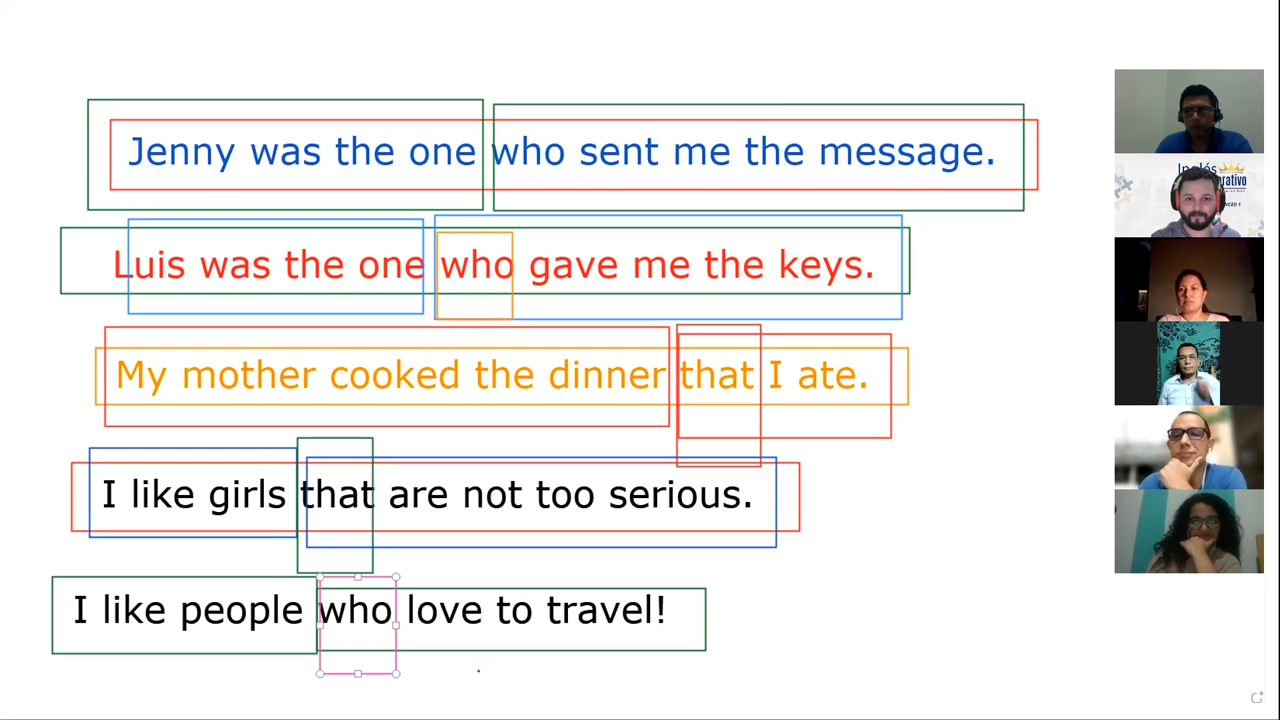 Jenny was the one who sent me the message.
Luis was the one who gave me the keys.
My mother cooked the dinner that I ate.
I like girls that are not too serious.
I like people who love to travel!
Inglés